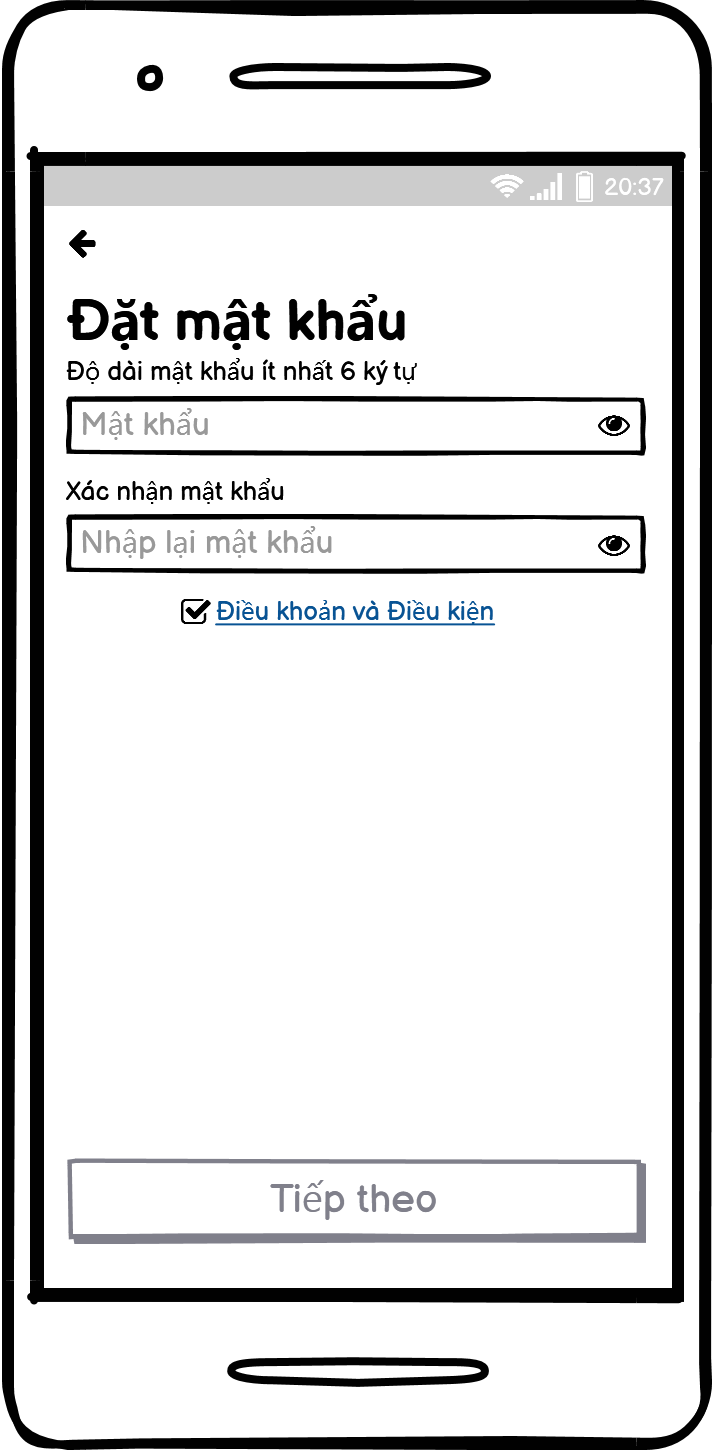 20:37
Đặt mật khẩu
Độ dài mật khẩu ít nhất 6 ký tự
Mật khẩu
Xác nhận mật khẩu
Nhập lại mật khẩu
Điều khoản và Điều kiện
Tiếp theo